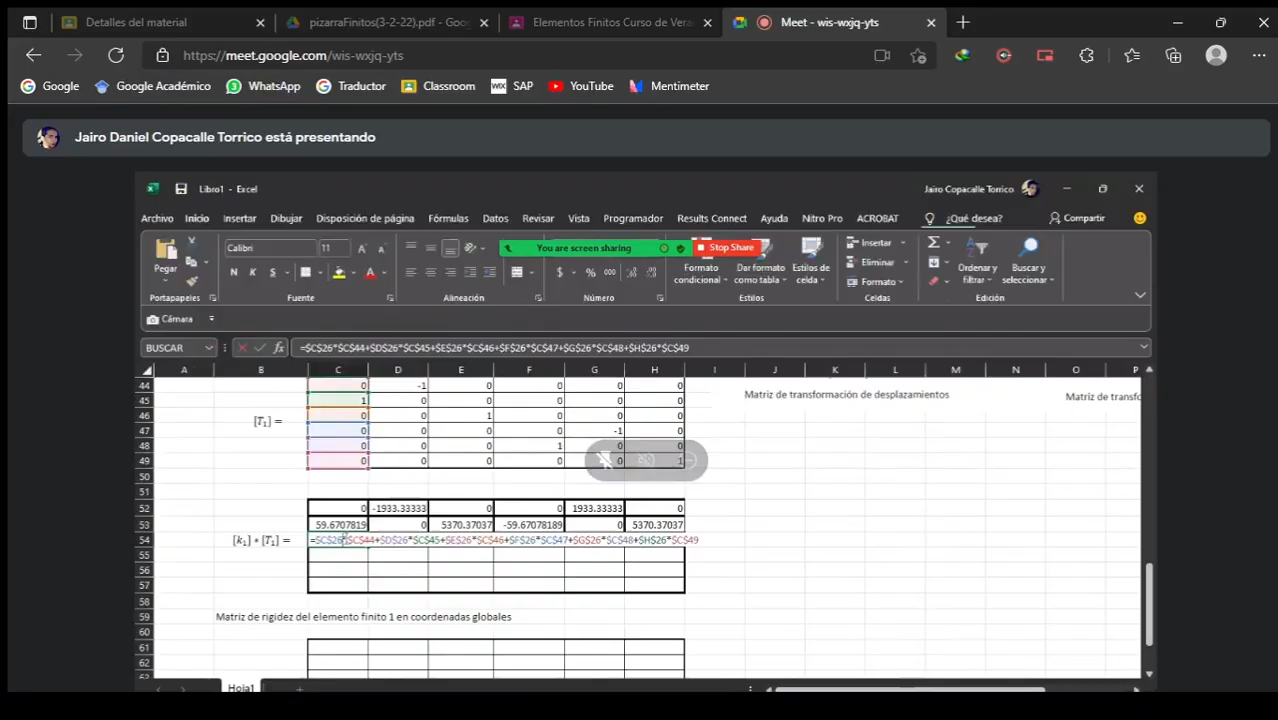 Detalles del material
pizarraFinitos(3-2-22).pdf - Goo
Elementos Finitos Curso de Vera
Meet - wis-wxjq-yts
https://meet.google.com/wis-wxjq-yts
Google
Google Académico
WhatsApp
Traductor
Classroom
WIX
SAP
YouTube
Mentimeter
Jairo Daniel Copacalle Torrico está presentando
Libro1 - Excel
Jairo Copacalle Torrico
Archivo Inicio Insertar Dibujar Disposición de página Fórmulas Datos Revisar Vista Programador Results Connect Ayuda Nitro Pro ACROBAT ¿Qué desea? Compartir
You are screen sharing
Stop Share
Pegar
Calibri 11
N K S
$ % 000
Formato condicional
Dar formato como tabla
Estilos de celda
Insertar
Eliminar
Formato
Ordenar y filtrar
Buscar y seleccionar
Portapapeles Fuente Alineación Número Estilos Celdas Edición
Cámara
BUSCAR fx =$C$26*$C$44+$D$26*$C$45+$E$26*$C$46+$F$26*$C$47+$G$26*$C$48+$H$26*$C$49
A B C D E F G H I J K L M N O P
44 0 -1 0 0 0 0 Matriz de transformación de desplazamientos Matriz de transfo
45 1 0 0 0 0 0
46 0 0 1 0 0 0
[T₁] =
47 0 0 0 0 -1 0
48 0 0 0 1 0 0
49 0 0 0 0 0 1
50
51
52 0 -1933.33333 0 0 1933.33333 0
53 59.6707819 0 5370.37037 -59.67078189 0 5370.37037
54 [k₁] * [T₁] = =$C$26*$C$44+$D$26*$C$45+$E$26*$C$46+$F$26*$C$47+$G$26*$C$48+$H$26*$C$49
55
56
57
58
59 Matriz de rigidez del elemento finito 1 en coordenadas globales
60
61
62
63
Hoja1